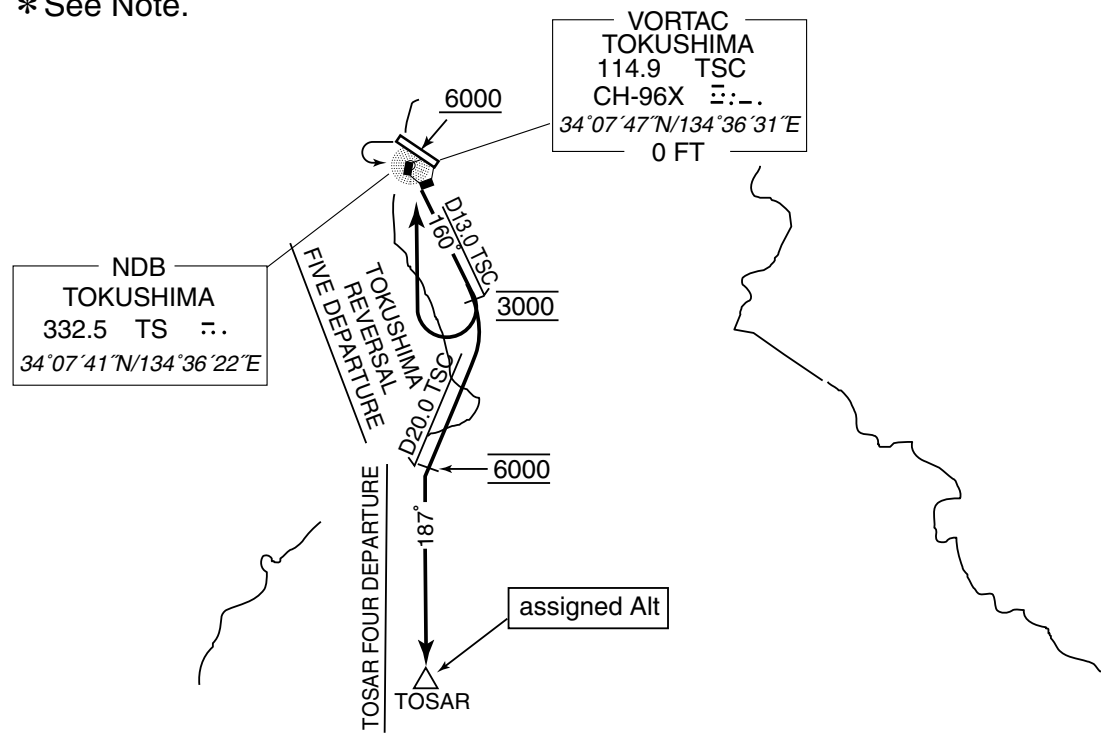 ＊See Note.
VORTAC
TOKUSHIMA
114.9 TSC
CH-96X
34°07´47˝N/134°36´31˝E
0 FT
6000
NDB
TOKUSHIMA
332.5 TS
34°07´41˝N/134°36´22˝E
D13.0 TSC
160°
3000
TOKUSHIMA
REVERSAL
FIVE DEPARTURE
D20.0 TSC
6000
187°
TOSAR FOUR DEPARTURE
assigned Alt
TOSAR